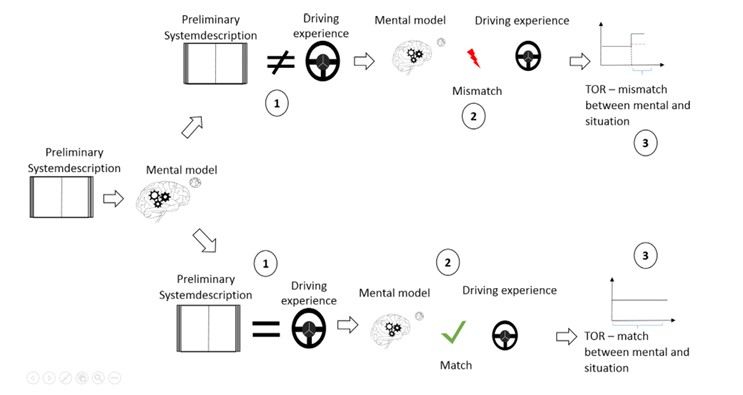 Preliminary
Systemdescription
Driving
experience
Mental model
Driving experience
≠
1
Mismatch
2
TOR – mismatch
between mental and
situation
3
Preliminary
Systemdescription
Mental model
1
2
3
Preliminary
Systemdescription
=
Driving
experience
Mental model
Driving experience
Match
TOR – match
between mental and
situation